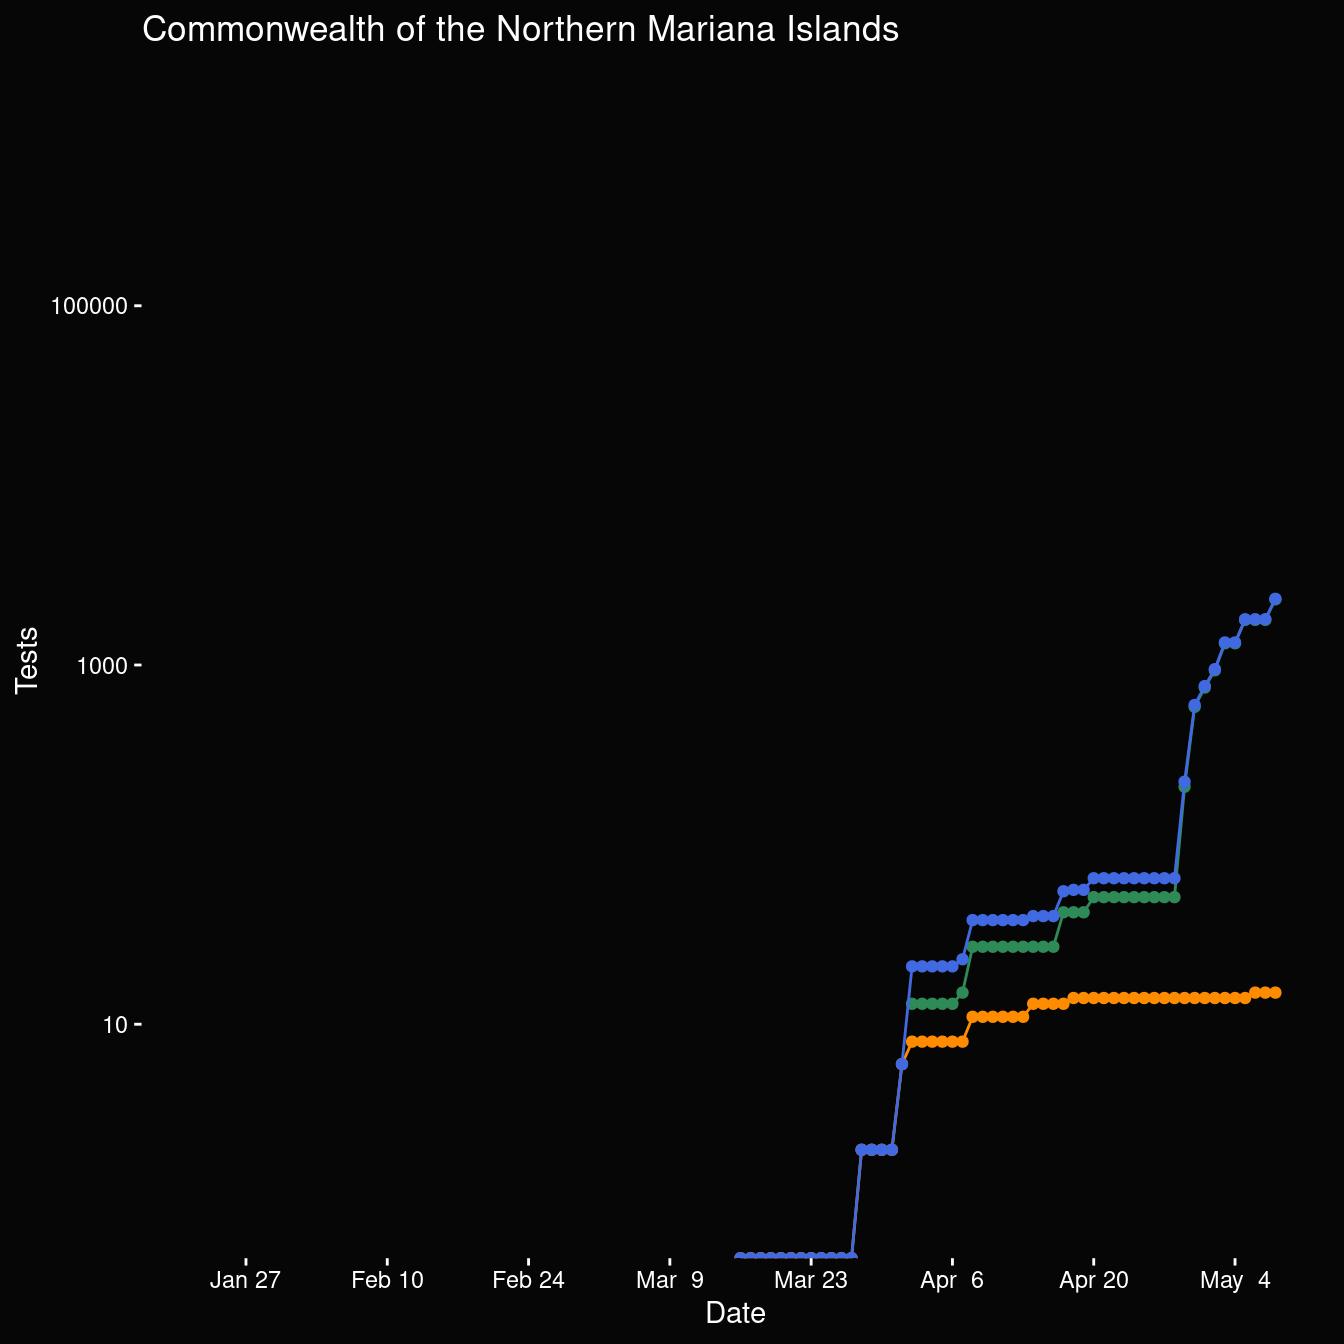 Commonwealth of the Northern Mariana Islands
100000
1000
10
Tests
Jan 27
Feb 10
Feb 24
Mar 9
Mar 23
Apr 6
Apr 20
May 4
Date